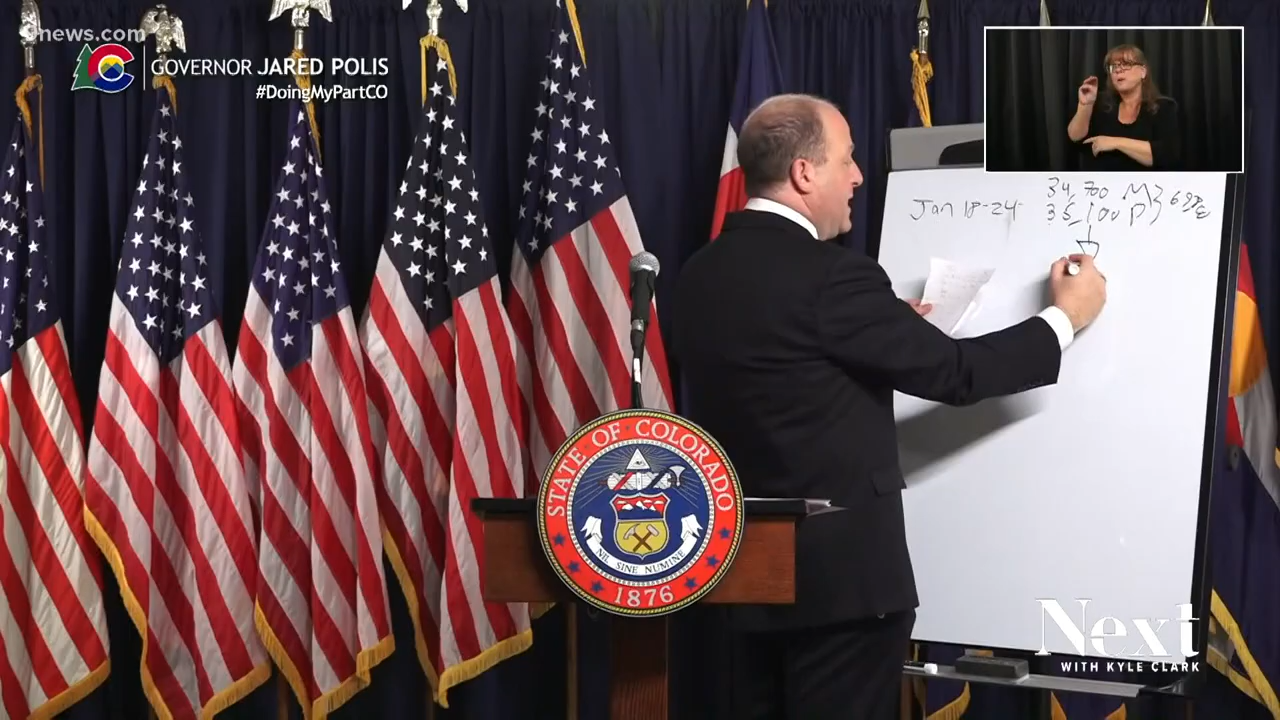 9news.com
GOVERNOR JARED POLIS
#DoingMyPartCO
34,700 M
Jan 18-24 35,100 P
STATE OF COLORADO
NIL SINE NUMINE
1876
Next
WITH KYLE CLARK